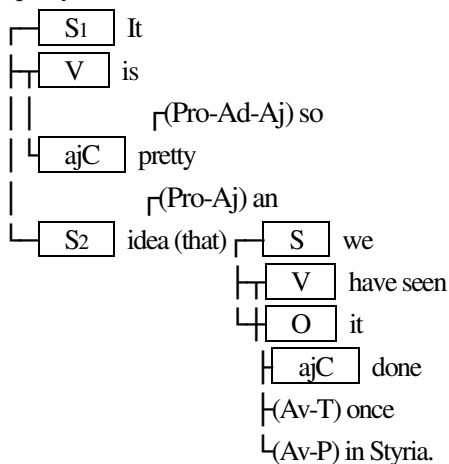 S1 It
V is
(Pro-Ad-Aj) so
ajC pretty
(Pro-Aj) an
S2 idea (that) S we
V have seen
O it
ajC done
(Av-T) once
(Av-P) in Styria.